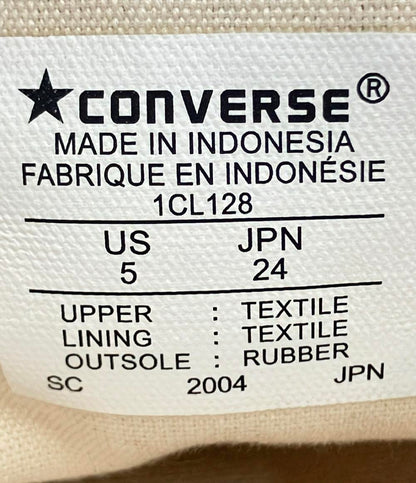 ★CONVERSE®
MADE IN INDONESIA
FABRIQUE EN INDONÉSIE
1CL128
US JPN
5 24
UPPER : TEXTILE
LINING : TEXTILE
OUTSOLE : RUBBER
SC 2004 JPN